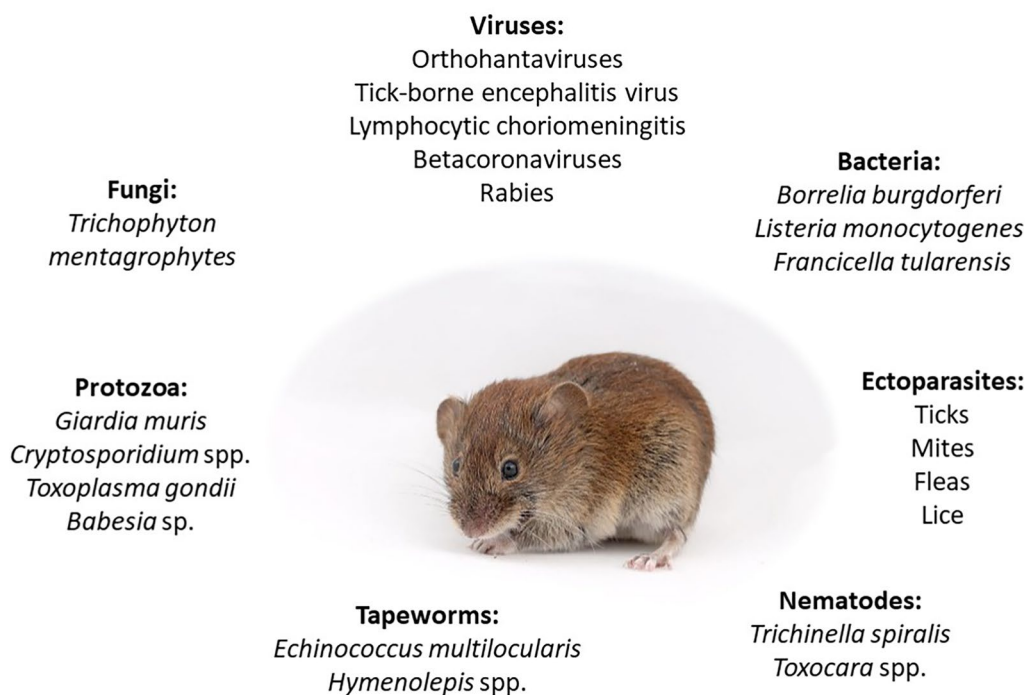 Viruses:
Orthohantaviruses
Tick-borne encephalitis virus
Lymphocytic choriomeningitis
Betacoronaviruses
Rabies
Fungi:
Trichophyton
mentagrophytes
Bacteria:
Borrelia burgdorferi
Listeria monocytogenes
Francicella tularensis
Protozoa:
Giardia muris
Cryptosporidium spp.
Toxoplasma gondii
Babesia sp.
Ectoparasites:
Ticks
Mites
Fleas
Lice
Tapeworms:
Echinococcus multilocularis
Hymenolepis spp.
Nematodes:
Trichinella spiralis
Toxocara spp.